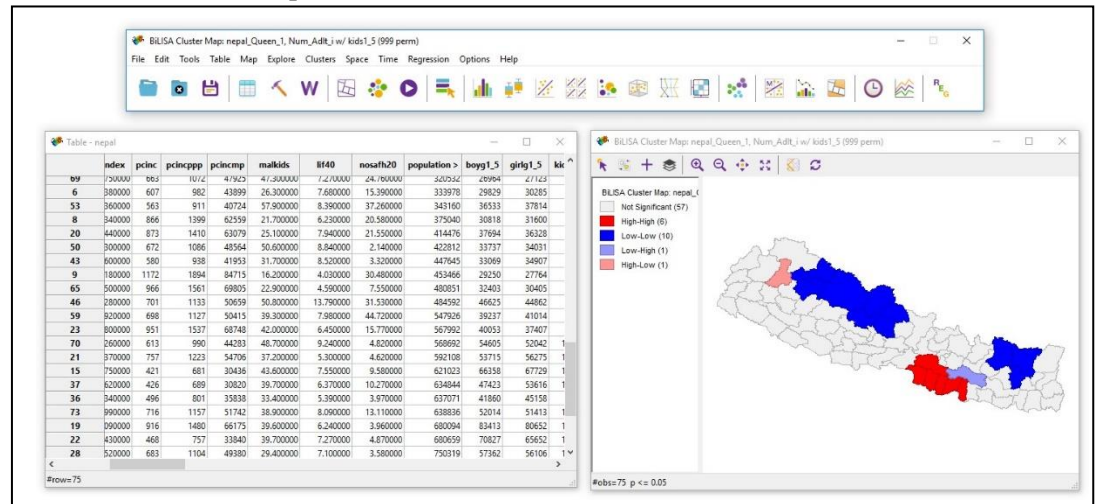 BiLISA Cluster Map: nepal_Queen_1, Num_Adlt_i w/ kids1_5 (999 perm)
File Edit Tools Table Map Explore Clusters Space Time Regression Options Help
W
REG
Table - nepal
ndex pcinc pcincppp pcincmp malkids lif40 nosafh20 population > boyg1_5 girlg1_5 kic
69 750000 663 1072 47925 47.300000 7.270000 24.760000 320532 26964 27123
6 380000 607 982 43899 26.300000 7.680000 15.390000 333978 29829 30285
53 360000 563 911 40724 57.900000 8.390000 37.260000 343160 36533 37814
8 340000 866 1399 62559 21.700000 6.230000 20.580000 375040 30818 31600
20 440000 873 1410 63079 25.100000 7.940000 21.550000 414476 37694 36328
50 300000 672 1086 48564 50.600000 8.840000 2.140000 422812 33737 34031
43 600000 580 938 41953 31.700000 8.520000 3.320000 447645 33069 34907
9 180000 1172 1894 84715 16.200000 4.030000 30.480000 453466 29250 27764
65 500000 966 1561 69805 22.900000 4.590000 7.550000 480851 32403 30405
46 280000 701 1133 50659 50.800000 13.790000 31.530000 484592 46625 44862
59 920000 698 1127 50415 39.300000 7.980000 44.720000 547926 39237 41014
23 800000 951 1537 68748 42.000000 6.450000 15.770000 567992 40053 37407
70 260000 613 990 44283 48.700000 9.240000 4.820000 568692 54605 52042 1
21 370000 757 1223 54706 37.200000 5.300000 4.620000 592108 53715 56275 1
15 750000 421 681 30436 43.600000 7.550000 9.580000 621023 66358 67729 1
37 620000 426 689 30820 39.700000 6.370000 10.270000 634844 47423 53616 1
36 340000 496 801 35838 33.400000 5.390000 3.970000 637071 41860 45158
73 990000 716 1157 51742 38.900000 8.090000 13.110000 638836 52014 51413 1
19 090000 916 1480 66175 39.600000 6.240000 3.960000 680094 83413 80652 1
22 430000 468 757 33840 39.700000 7.270000 4.870000 680659 70827 65652 1
28 520000 683 1104 49380 29.400000 7.100000 3.580000 750319 57362 56106 1
#row=75
BiLISA Cluster Map: nepal_Queen_1, Num_Adlt_i w/ kids1_5 (999 perm)
BiLISA Cluster Map: nepal_(
Not Significant (57)
High-High (6)
Low-Low (10)
Low-High (1)
High-Low (1)
#obs=75 p <= 0.05